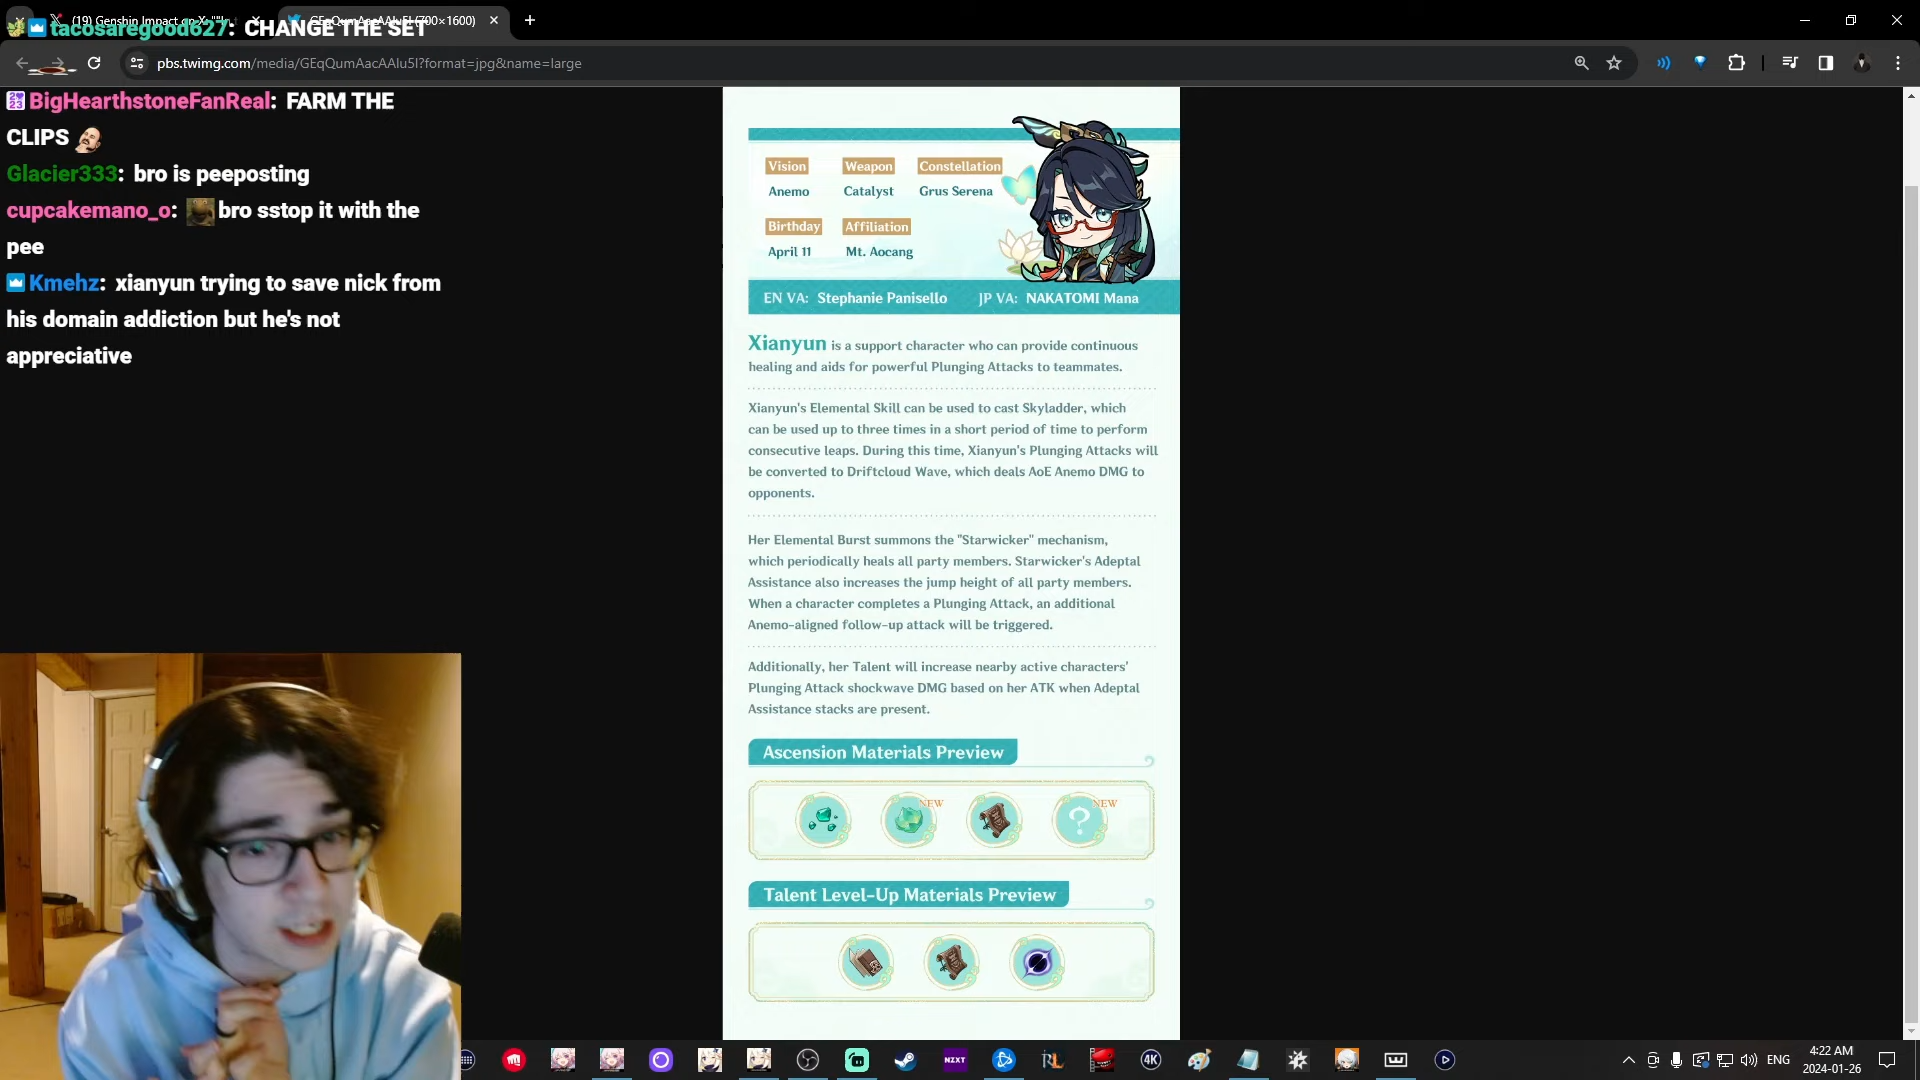 (19) Genshin Impact on X: "
GEqQumAacAAlu5I (700×1600)
tacosaregood627: CHANGE THE SET
pbs.twimg.com/media/GEqQumAacAAlu5I?format=jpg&name=large
BigHearthstoneFanReal: FARM THE
CLIPS
Glacier333: bro is peeposting
cupcakemano_o: bro sstop it with the
pee
Kmehz: xianyun trying to save nick from
his domain addiction but he's not
appreciative
Vision Weapon Constellation
Anemo Catalyst Grus Serena
Birthday Affiliation
April 11 Mt. Aocang
EN VA: Stephanie Panisello JP VA: NAKATOMI Mana
Xianyun is a support character who can provide continuous
healing and aids for powerful Plunging Attacks to teammates.
Xianyun's Elemental Skill can be used to cast Skyladder, which
can be used up to three times in a short period of time to perform
consecutive leaps. During this time, Xianyun's Plunging Attacks will
be converted to Driftcloud Wave, which deals AoE Anemo DMG to
opponents.
Her Elemental Burst summons the "Starwicker" mechanism,
which periodically heals all party members. Starwicker's Adeptal
Assistance also increases the jump height of all party members.
When a character completes a Plunging Attack, an additional
Anemo-aligned follow-up attack will be triggered.
Additionally, her Talent will increase nearby active characters'
Plunging Attack shockwave DMG based on her ATK when Adeptal
Assistance stacks are present.
Ascension Materials Preview
NEW NEW
?
Talent Level-Up Materials Preview
NZXT
RL
4K
ENG
4:22 AM
2024-01-26